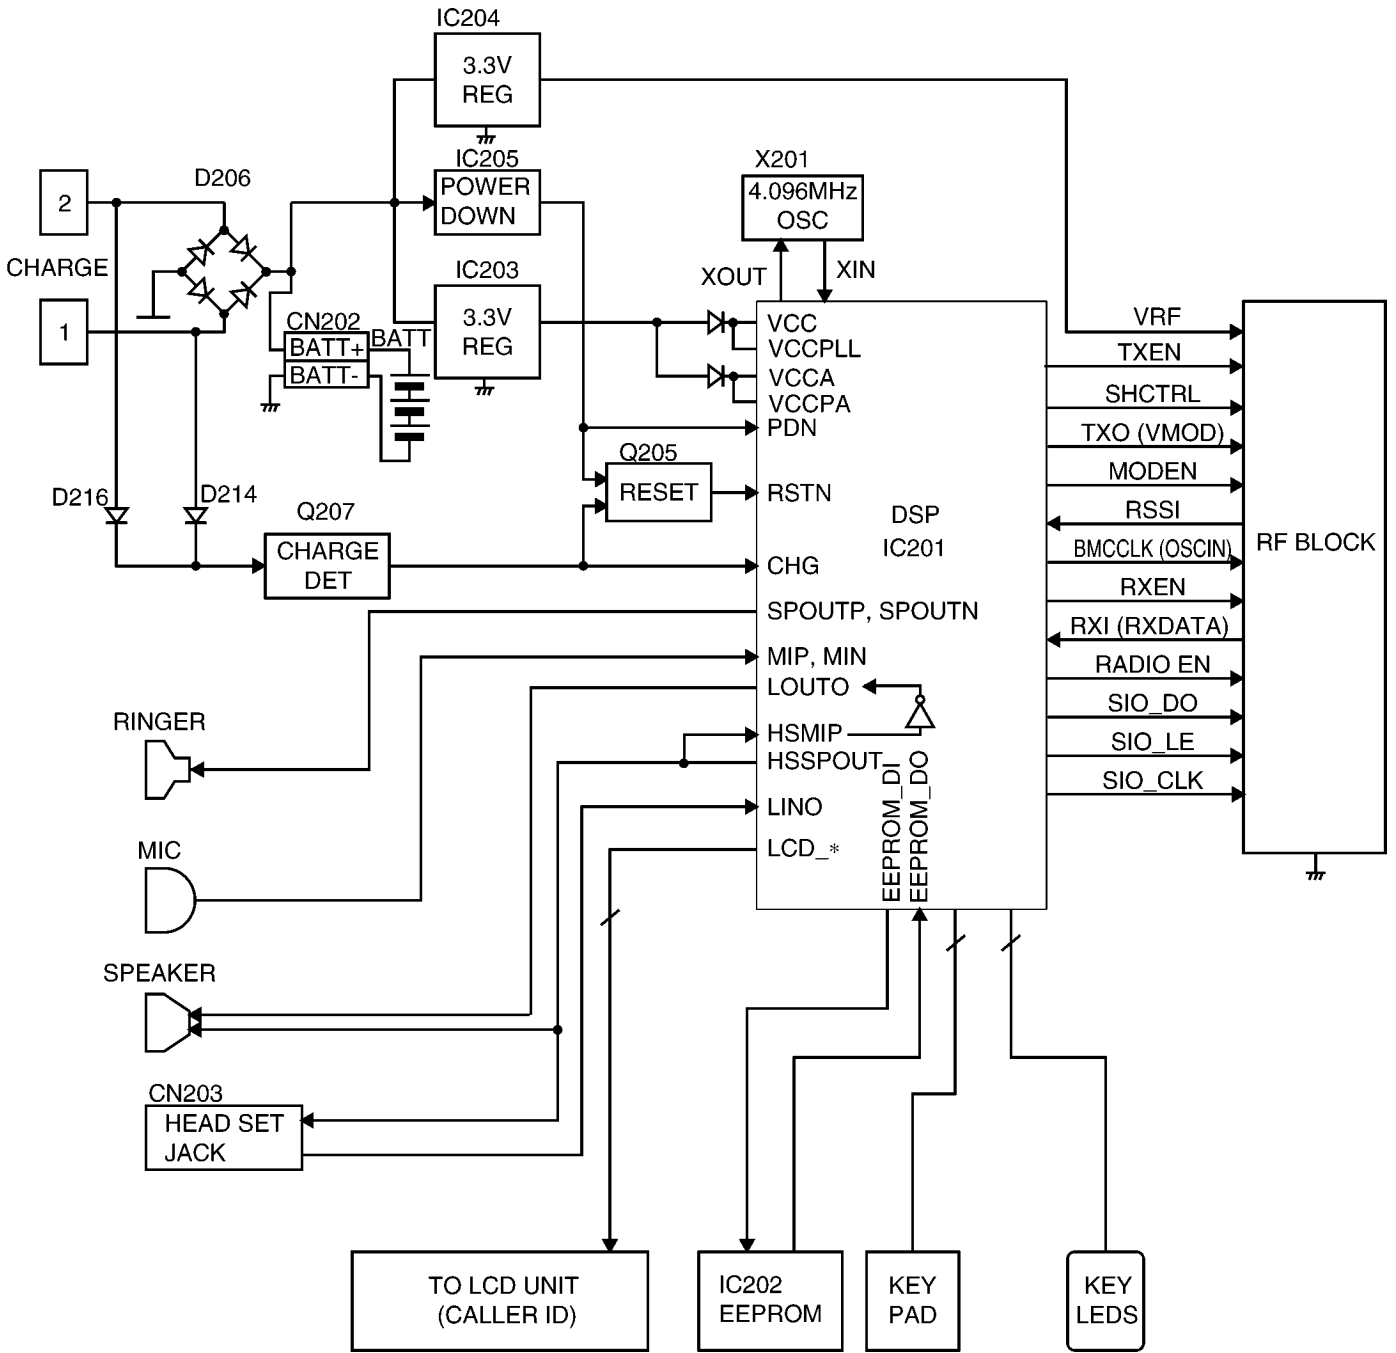 IC204
3.3V
REG
IC205
POWER
DOWN
X201
4.096MHz
OSC
D206
2
CHARGE
1
XOUT
XIN
IC203
3.3V
REG
CN202
BATT
BATT+
BATT-
VCC
VCCPLL
VCCA
VCCPA
PDN
Q205
RESET
RSTN
D216
D214
Q207
CHARGE
DET
CHG
DSP
IC201
SPOUTP, SPOUTN
MIP, MIN
LOUTO
HSMIP
HSSPOUT
LINO
LCD_*
EEPROM_DI
EEPROM_DO
VRF
TXEN
SHCTRL
TXO (VMOD)
MODEN
RSSI
BMCCLK (OSCIN)
RXEN
RXI (RXDATA)
RADIO EN
SIO_DO
SIO_LE
SIO_CLK
RF BLOCK
RINGER
MIC
SPEAKER
CN203
HEAD SET
JACK
TO LCD UNIT
(CALLER ID)
IC202
EEPROM
KEY
PAD
KEY
LEDS